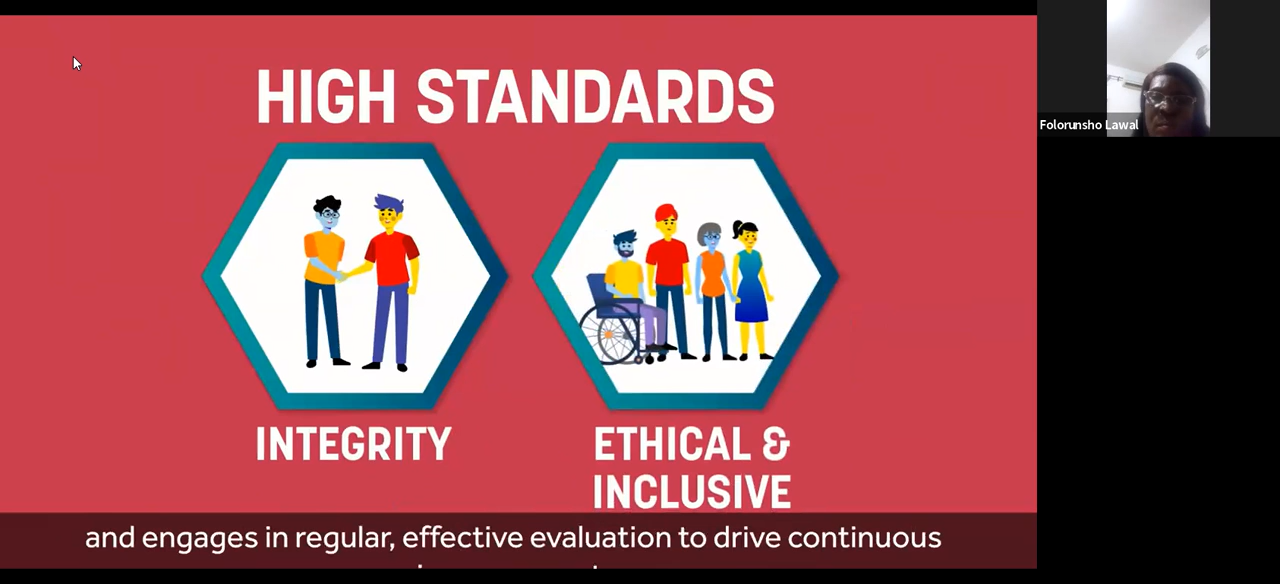 HIGH STANDARDS
Folorunsho Lawal
INTEGRITY
ETHICAL &
INCLUSIVE
and engages in regular, effective evaluation to drive continuous